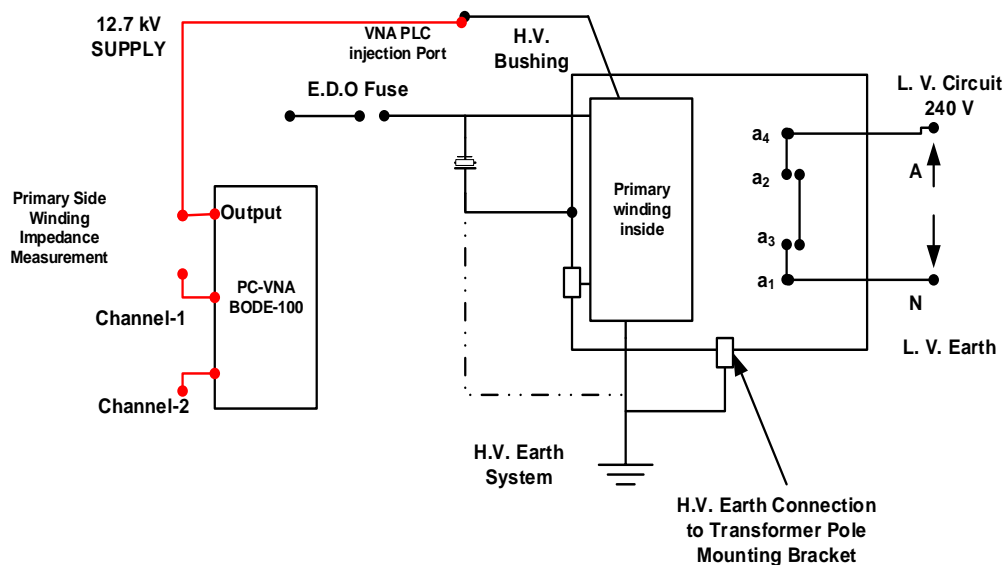 12.7 kV
SUPPLY
VNA PLC
injection Port
H.V.
Bushing
E.D.O Fuse
L. V. Circuit
240 V
a4
A
a2
Primary Side
Winding
Impedance
Measurement
Output
Primary
winding
inside
a3
a1
PC-VNA
BODE-100
N
Channel-1
L. V. Earth
Channel-2
H.V. Earth
System
H.V. Earth Connection
to Transformer Pole
Mounting Bracket